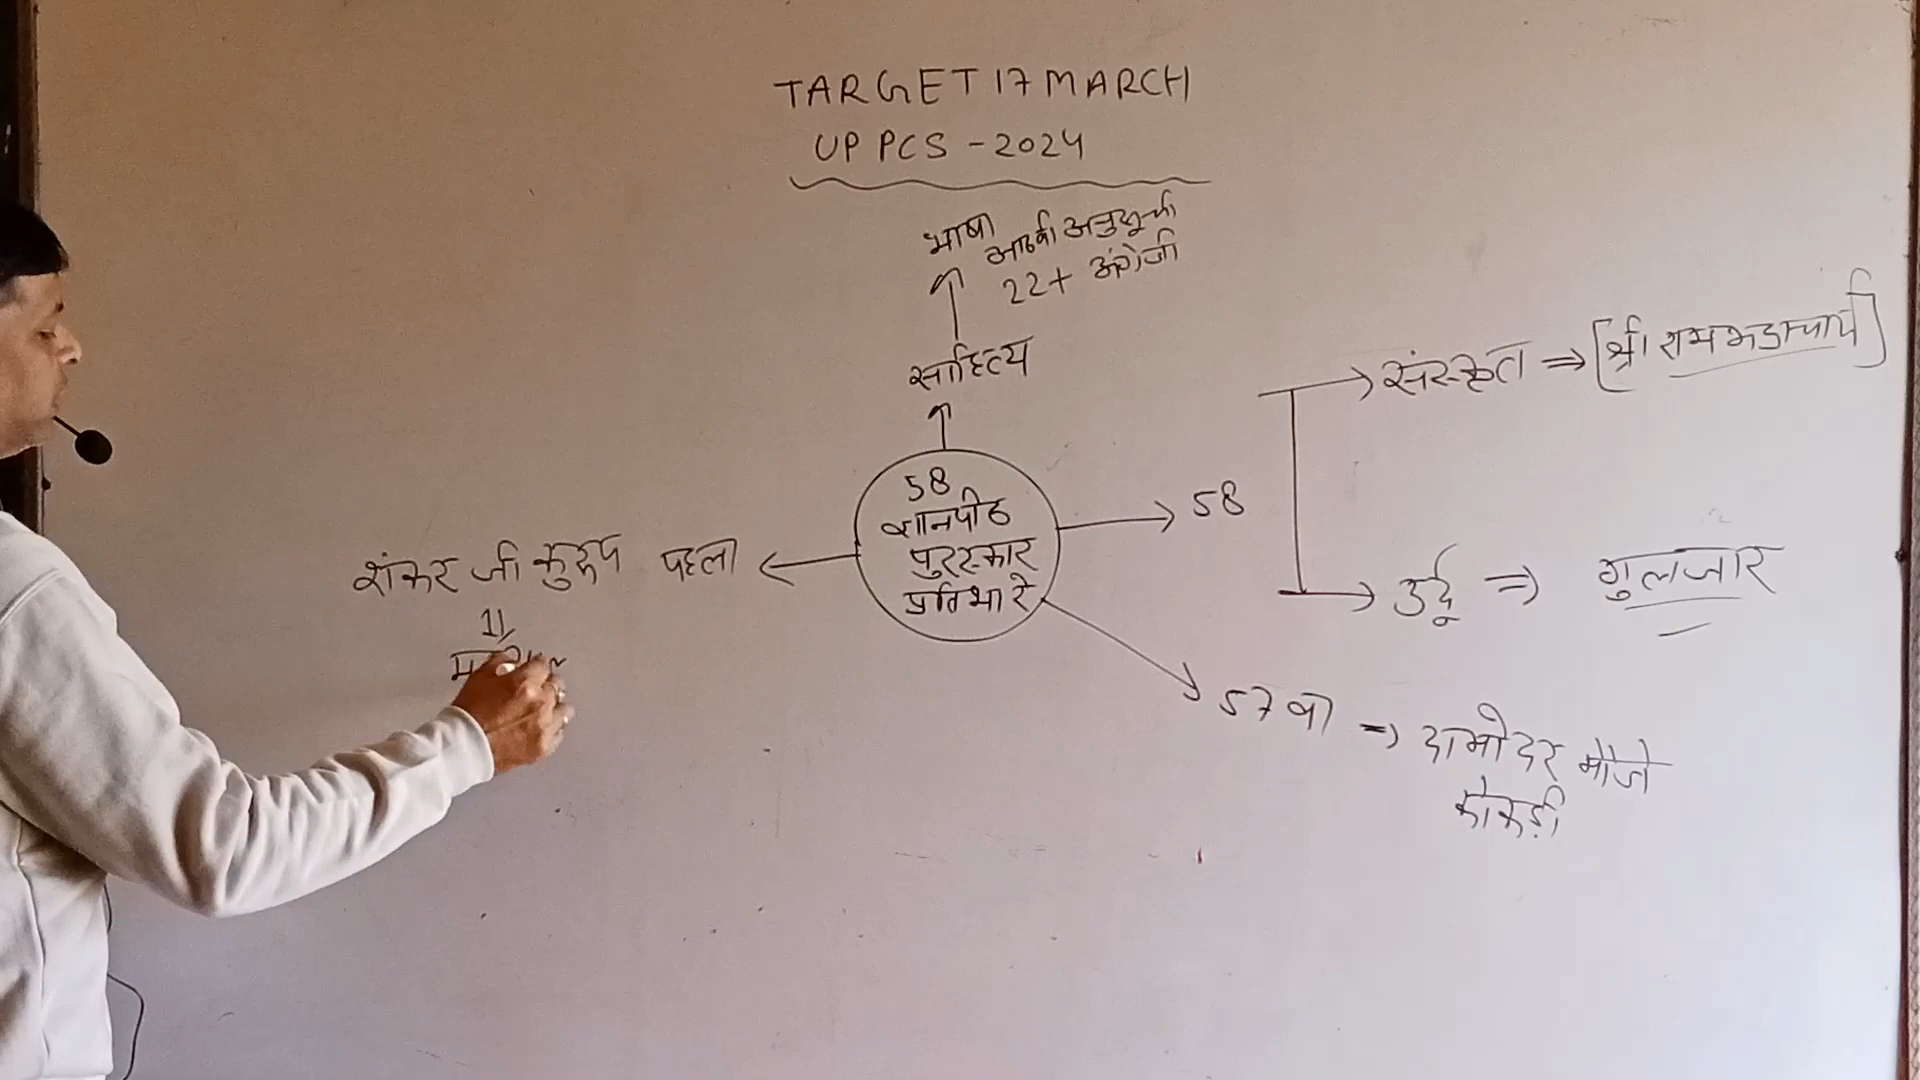 TARGET 17 MARCH
UP PCS - 2024
भाषा आठवी अनुसूची
22+ अंग्रेजी
साहित्य
58
ज्ञानपीठ
पुरस्कार
प्रतिभा रे
58
संस्कृत ⇒ [श्री रामभद्राचार्य]
उर्दू ⇒ गुलजार
57 वा ⇒ दामोदर मौजो
कोकड़ी
शंकर जी कुरुप पहला